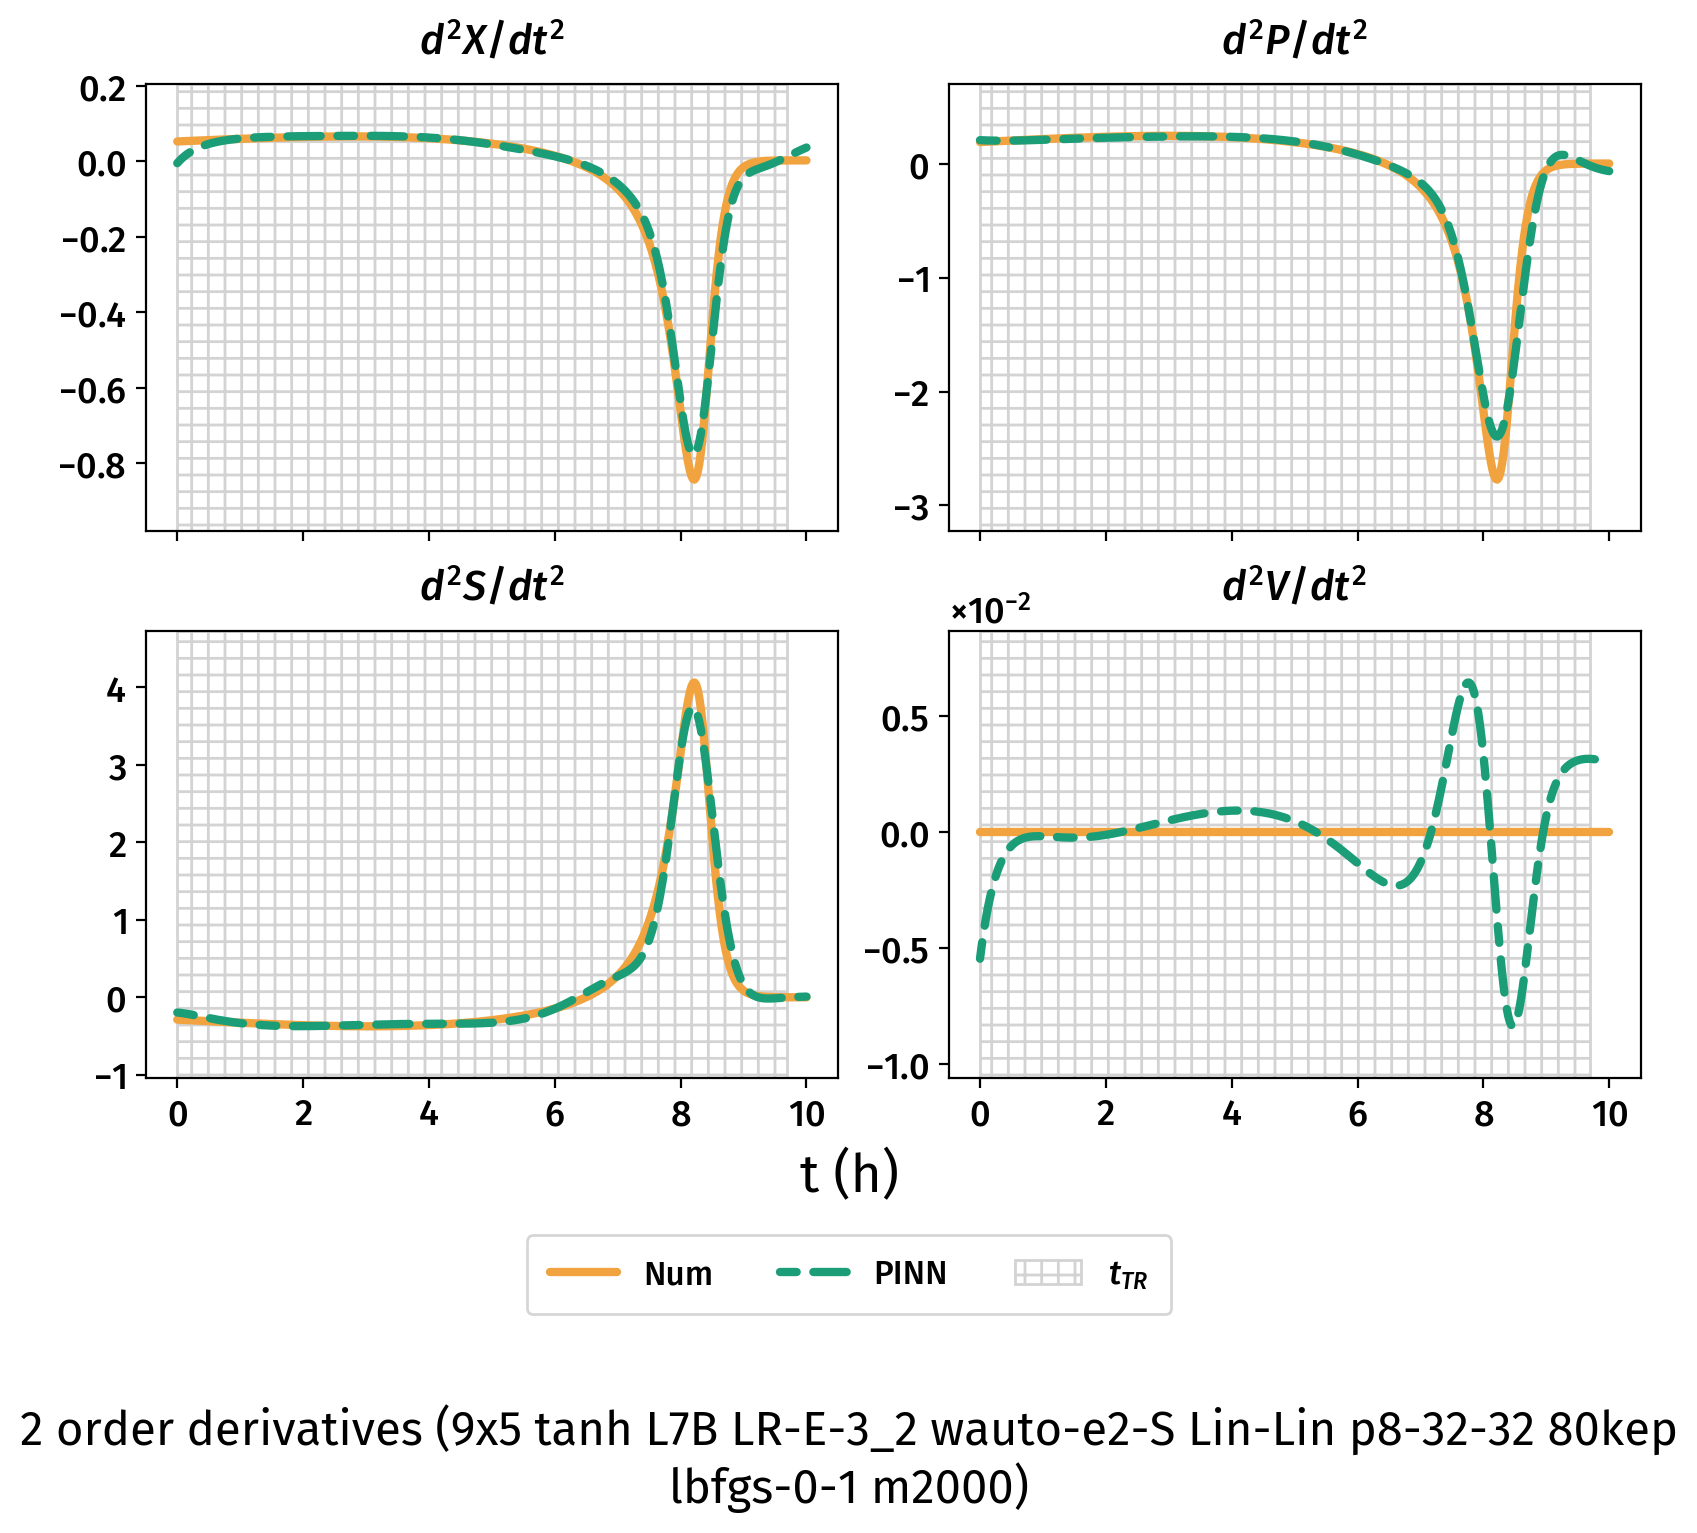 d²X/dt²
d²P/dt²
0.2
0.0
−0.2
−0.4
−0.6
−0.8
0
−1
−2
−3
d²S/dt²
d²V/dt²
×10⁻²
4
3
2
1
0
−1
0.5
0.0
−0.5
−1.0
0 2 4 6 8 10
0 2 4 6 8 10
t (h)
Num PINN t_TR
2 order derivatives (9x5 tanh L7B LR-E-3_2 wauto-e2-S Lin-Lin p8-32-32 80kep
lbfgs-0-1 m2000)